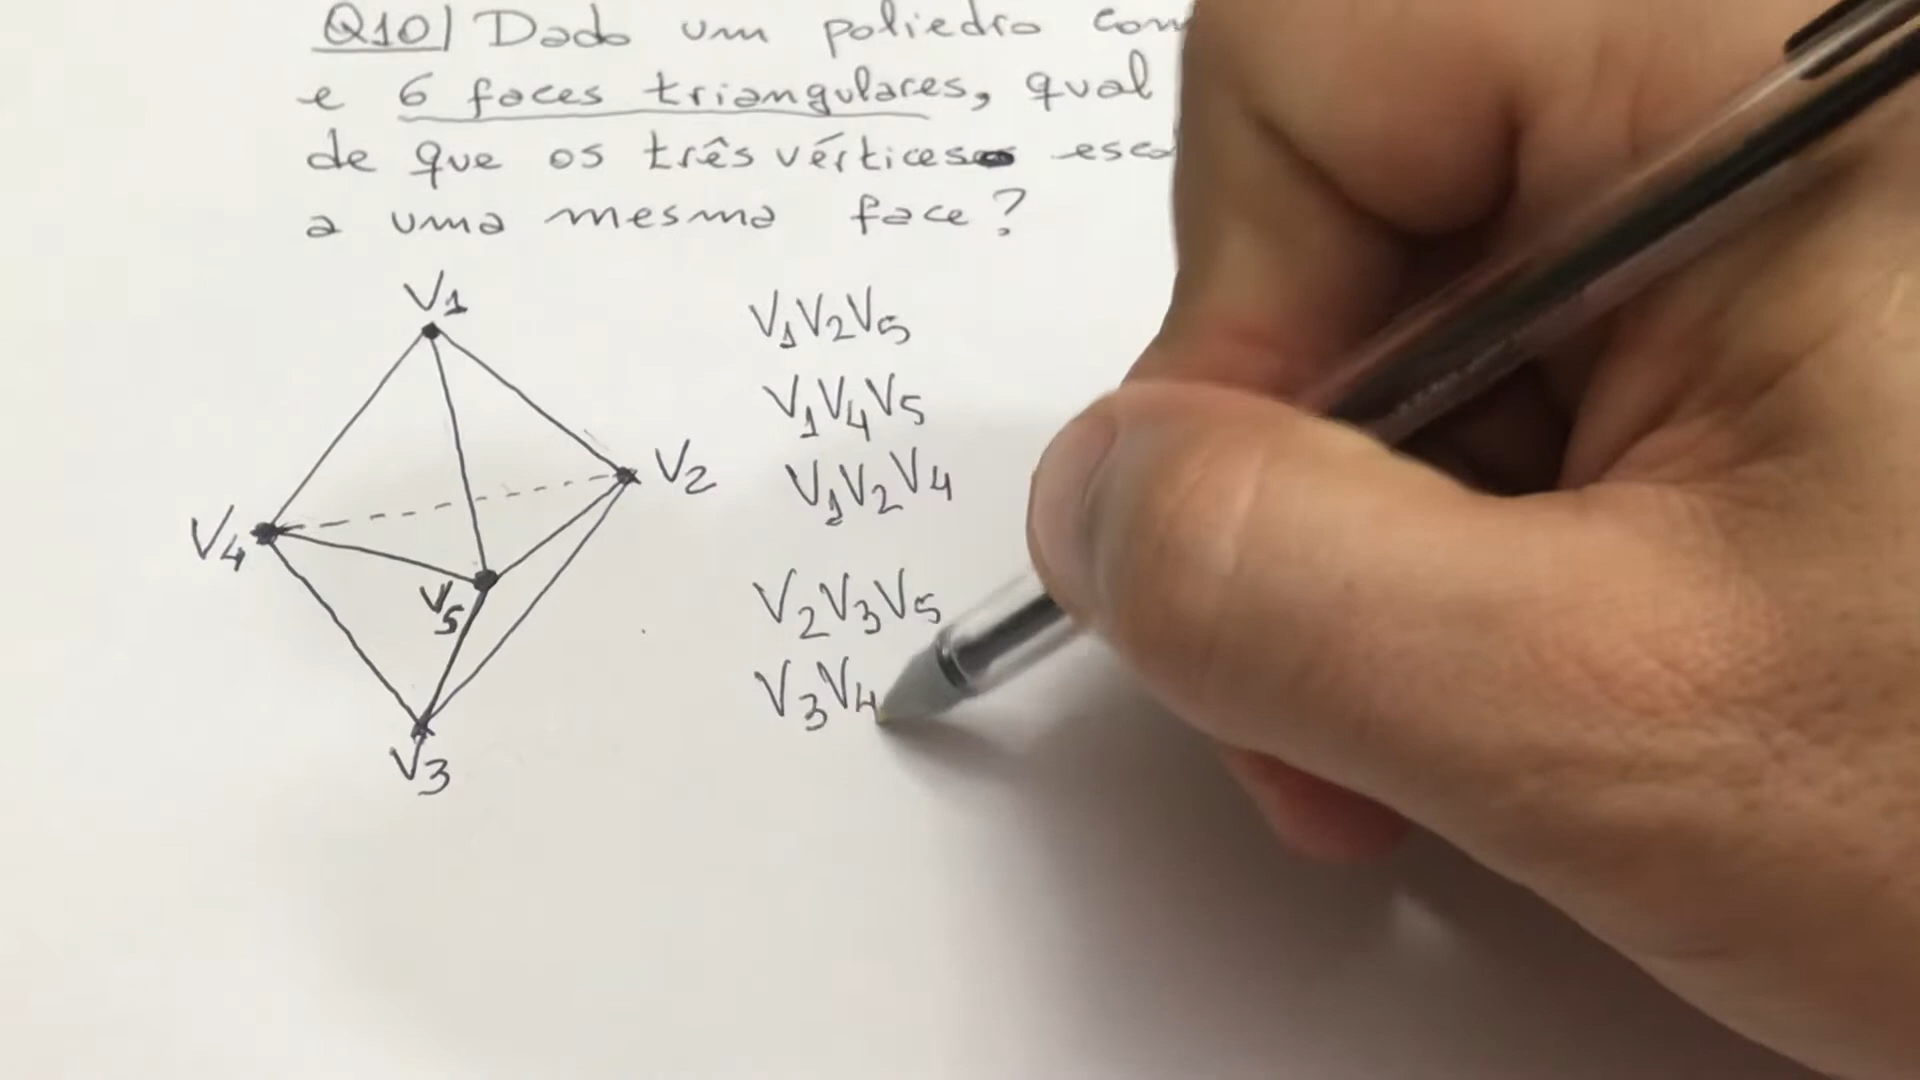 Q10| Dado um poliedro com
e 6 faces triangulares, qual
de que os três vértices
a uma mesma face?
V1
V1V2V5
V1V4V5
V2
V1V2V4
V4
V5
V2V3V5
V3V4
V3